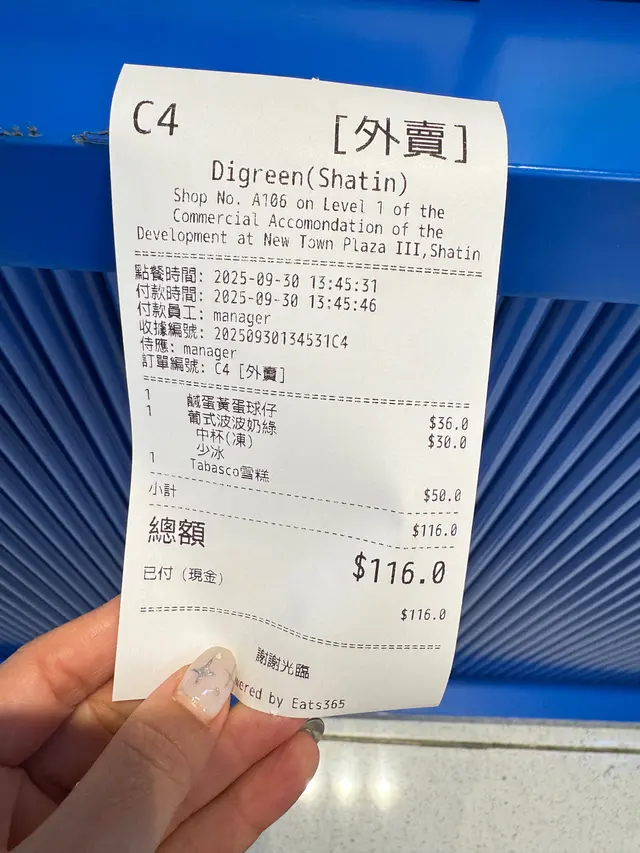 C4 [外賣]
Digreen(Shatin)
Shop No. A106 on Level 1 of the
Commercial Accomondation of the
Development at New Town Plaza III,Shatin
點餐時間: 2025-09-30 13:45:31
付款時間: 2025-09-30 13:45:46
付款員工: manager
收據編號: 20250930134531C4
侍應: manager
訂單編號: C4 [外賣]
1 鹹蛋黃蛋球仔 $36.0
1 葡式波波奶綠 $30.0
中杯(凍)
少冰
1 Tabasco雪糕 $50.0
小計 $116.0
總額 $116.0
已付 (現金) $116.0
謝謝光臨
by Eats365